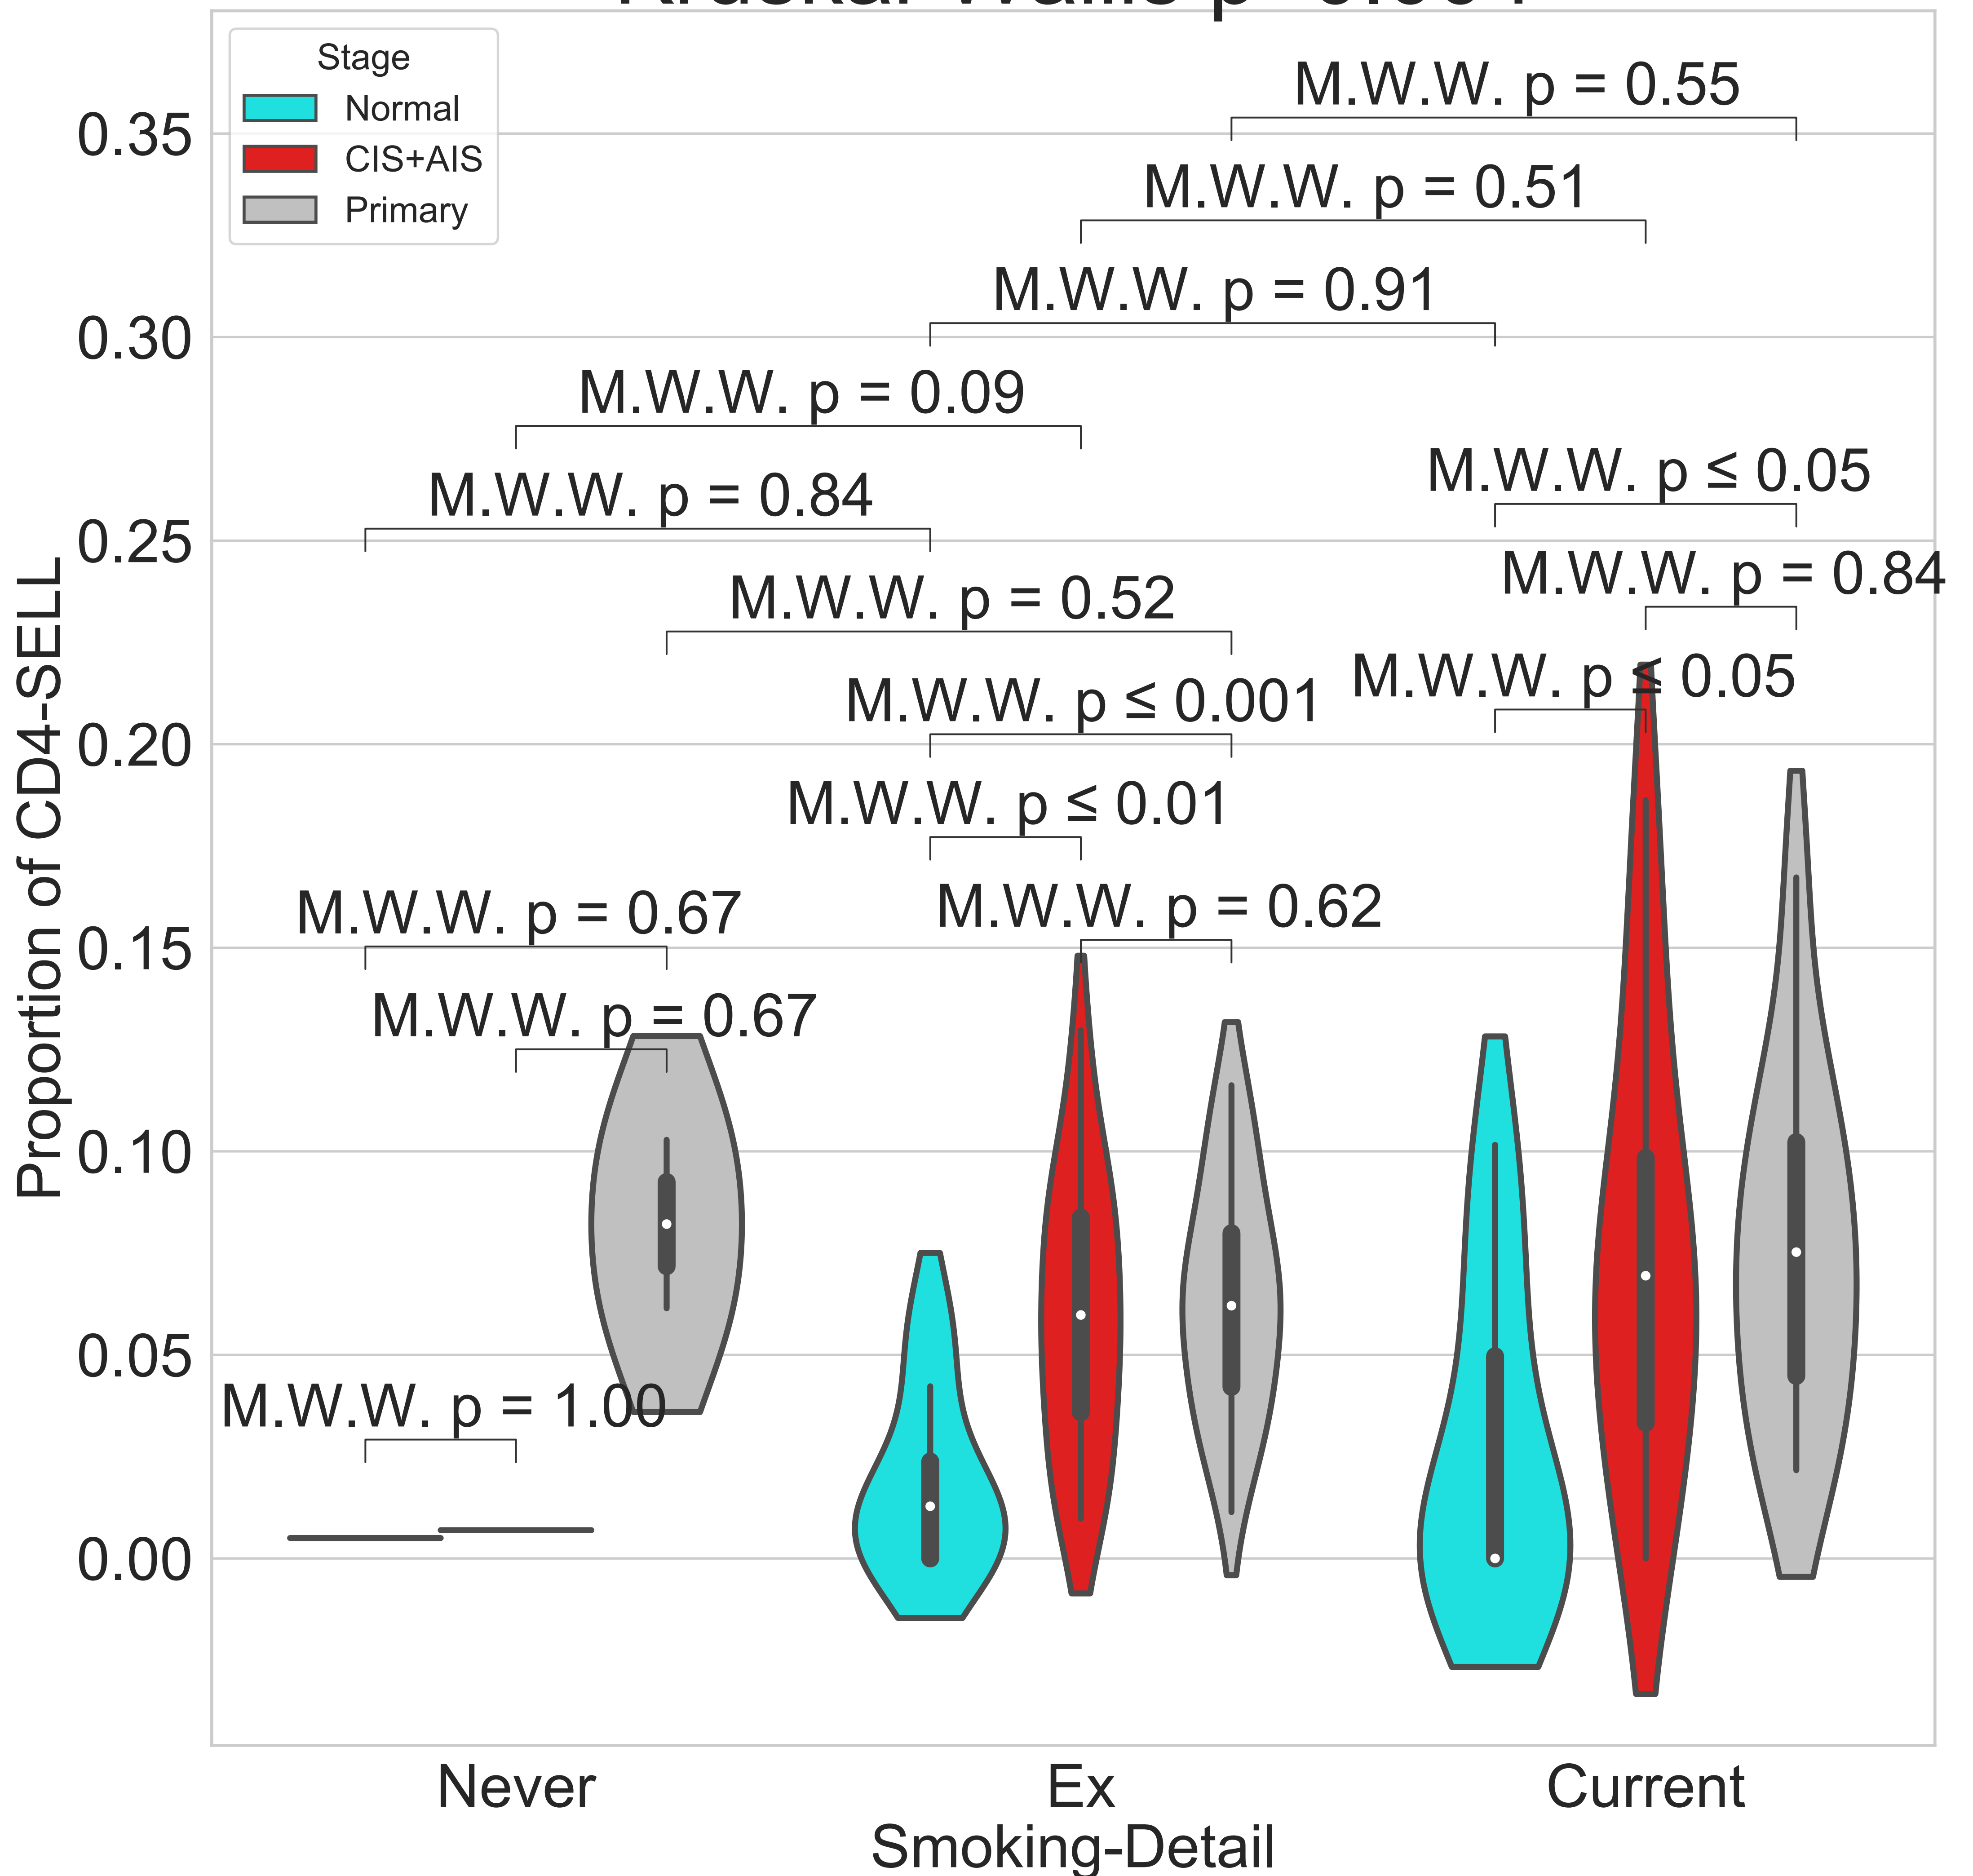 Stage
Normal
CIS+AIS
Primary
M.W.W. p = 0.55
M.W.W. p = 0.51
M.W.W. p = 0.91
M.W.W. p = 0.09
M.W.W. p = 0.84
M.W.W. p ≤ 0.05
M.W.W. p = 0.84
M.W.W. p = 0.52
M.W.W. p ≤ 0.05
M.W.W. p ≤ 0.001
M.W.W. p ≤ 0.01
M.W.W. p = 0.62
M.W.W. p = 0.67
M.W.W. p = 0.67
M.W.W. p = 1.00
0.35
0.30
0.25
0.20
0.15
0.10
0.05
0.00
Proportion of CD4-SELL
Never
Ex
Current
Smoking-Detail